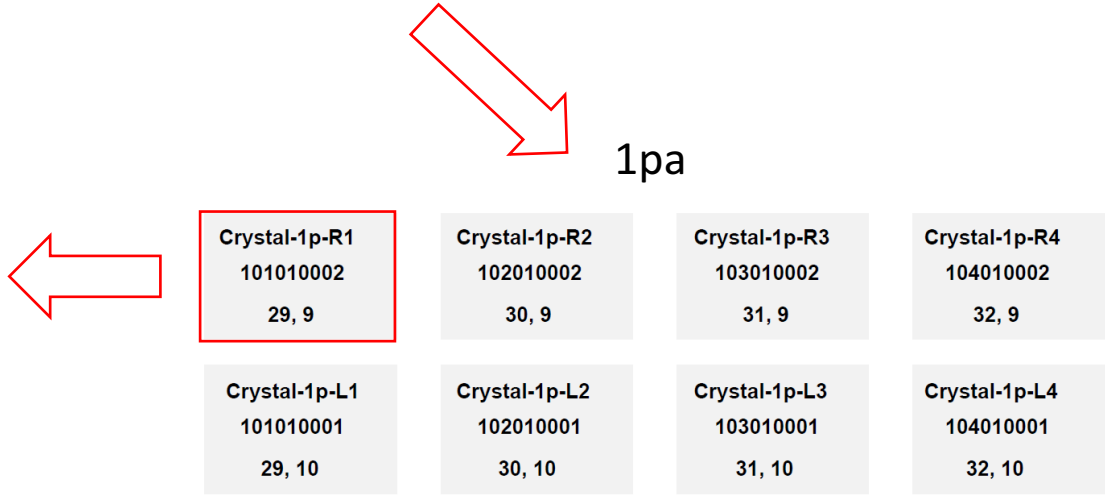 1pa
Crystal-1p-R1 Crystal-1p-R2 Crystal-1p-R3 Crystal-1p-R4
101010002 102010002 103010002 104010002
29, 9 30, 9 31, 9 32, 9
Crystal-1p-L1 Crystal-1p-L2 Crystal-1p-L3 Crystal-1p-L4
101010001 102010001 103010001 104010001
29, 10 30, 10 31, 10 32, 10